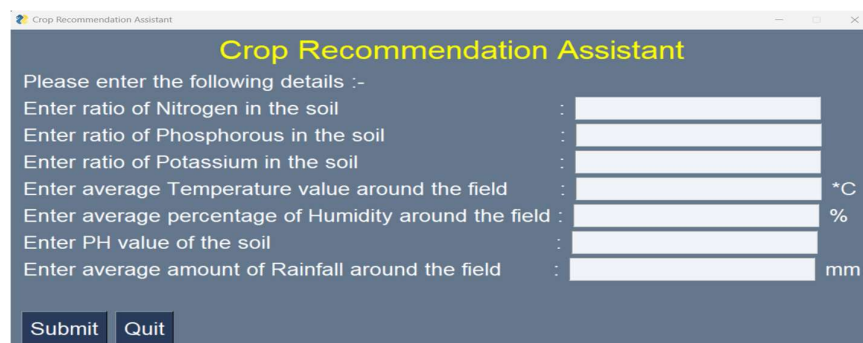 Crop Recommendation Assistant
Crop Recommendation Assistant
Please enter the following details :-
Enter ratio of Nitrogen in the soil :
Enter ratio of Phosphorous in the soil :
Enter ratio of Potassium in the soil :
Enter average Temperature value around the field : *C
Enter average percentage of Humidity around the field : %
Enter PH value of the soil :
Enter average amount of Rainfall around the field : mm
Submit Quit